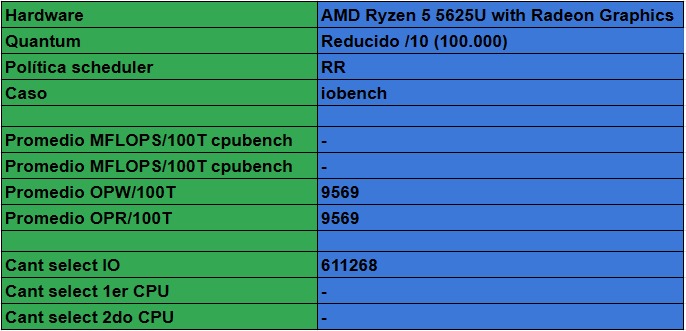 Hardware AMD Ryzen 5 5625U with Radeon Graphics
Quantum Reducido /10 (100.000)
Política scheduler RR
Caso iobench
Promedio MFLOPS/100T cpubench -
Promedio MFLOPS/100T cpubench -
Promedio OPW/100T 9569
Promedio OPR/100T 9569
Cant select IO 611268
Cant select 1er CPU -
Cant select 2do CPU -